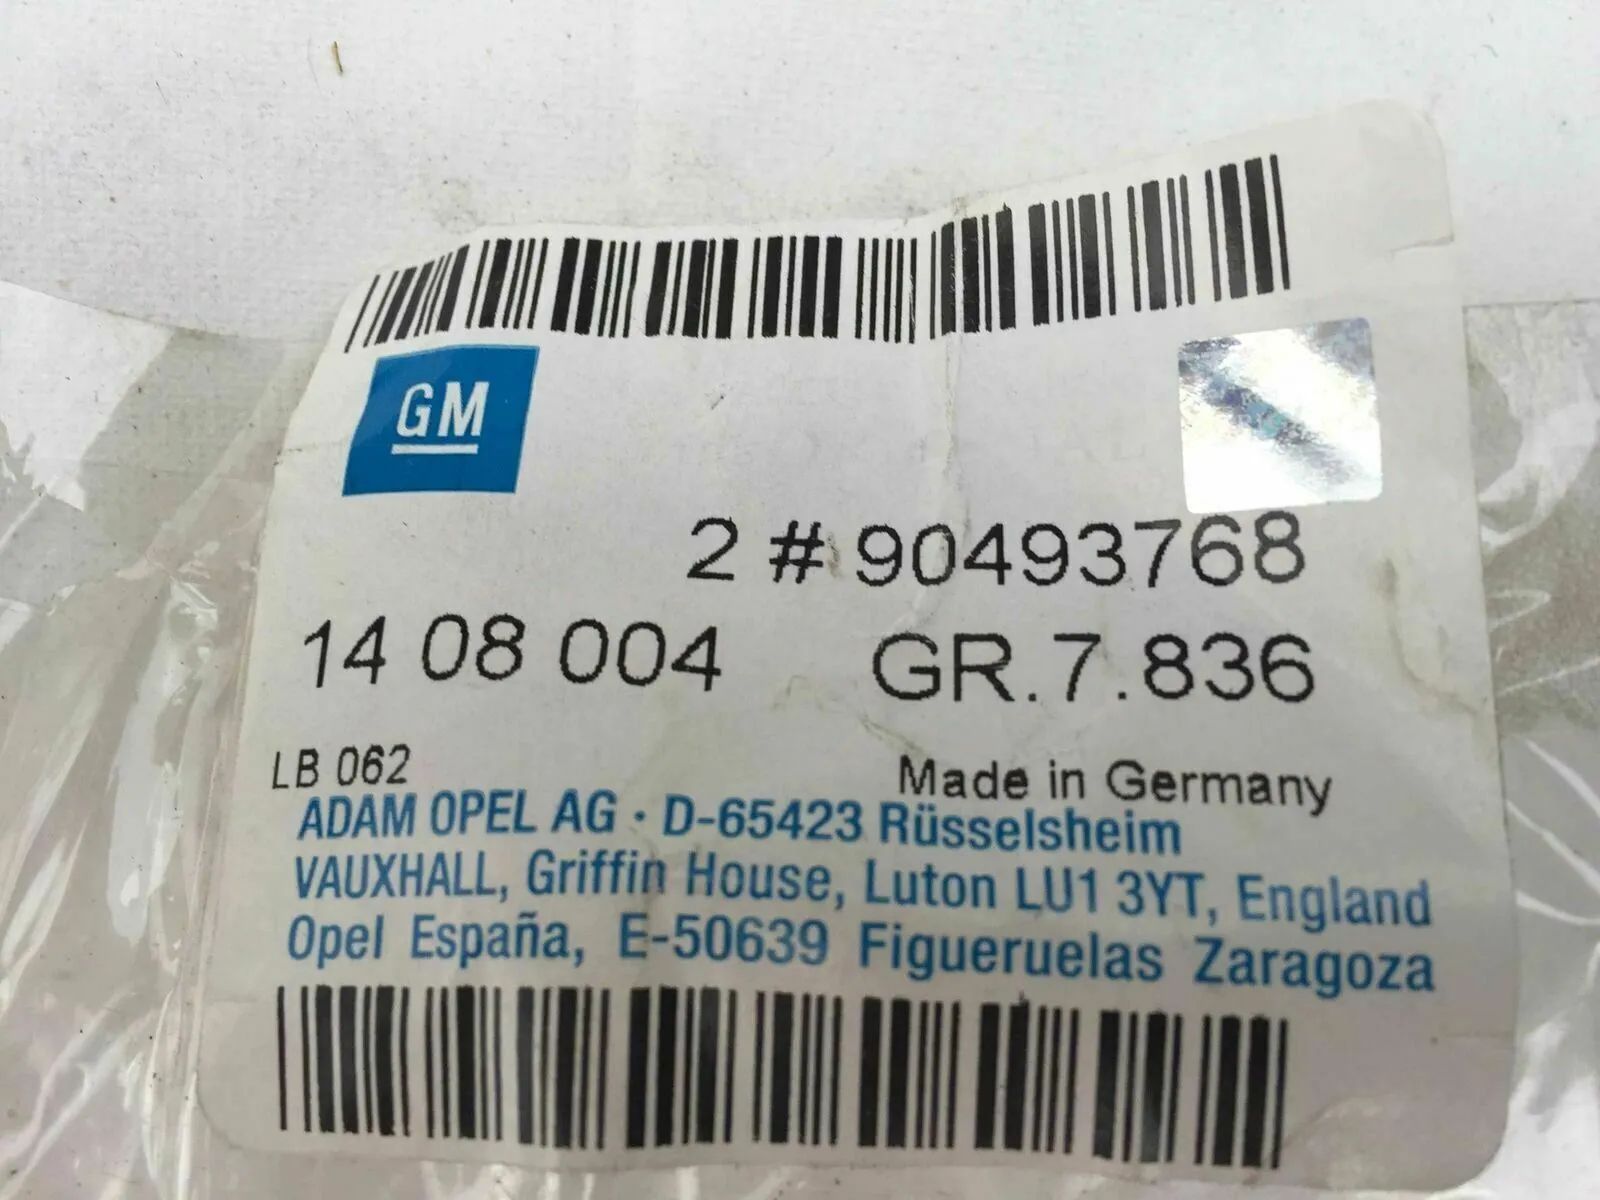 GM
2 # 90493768
14 08 004 GR.7.836
LB 062 Made in Germany
ADAM OPEL AG · D-65423 Rüsselsheim
VAUXHALL, Griffin House, Luton LU1 3YT, England
Opel España, E-50639 Figueruelas Zaragoza